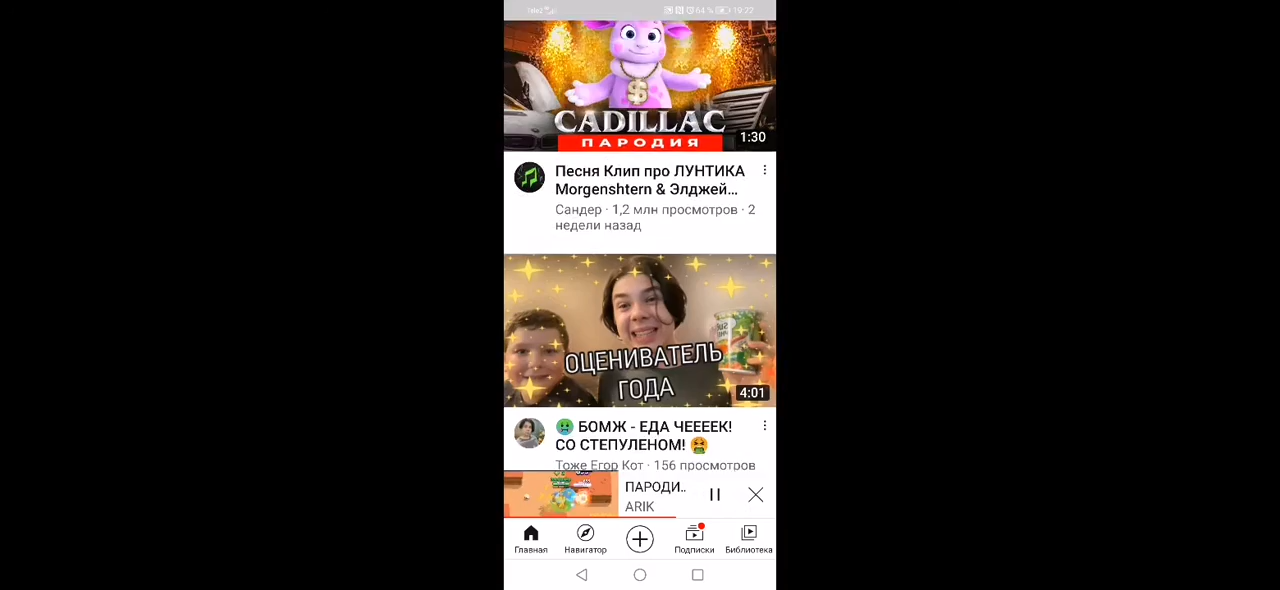 Tele2
64 %
19:22
$
CADILLAC
ПАРОДИЯ
1:30
Песня Клип про ЛУНТИКА
Morgenshtern & Элджей...
Сандер · 1,2 млн просмотров · 2
недели назад
ОЦЕНИВАТЕЛЬ
ГОДА
4:01
🤢 БОМЖ - ЕДА ЧЕЕЕЕК!
СО СТЕПУЛЕНОМ! 🤮
Тоже Егор Кот · 156 просмотров
ПАРОДИ..
ARIK
Главная
Навигатор
Подписки
Библиотека